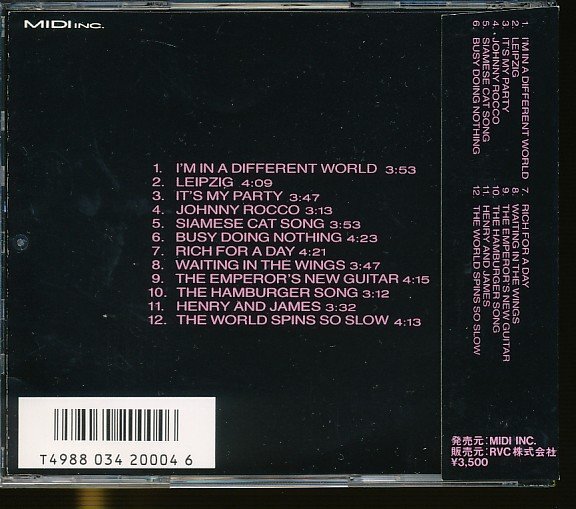 MIDI INC.
1. I'M IN A DIFFERENT WORLD 3:53
2. LEIPZIG 4:09
3. IT'S MY PARTY 3:47
4. JOHNNY ROCCO 3:13
5. SIAMESE CAT SONG 3:53
6. BUSY DOING NOTHING 4:23
7. RICH FOR A DAY 4:21
8. WAITING IN THE WINGS 3:47
9. THE EMPEROR'S NEW GUITAR 4:15
10. THE HAMBURGER SONG 3:12
11. HENRY AND JAMES 3:32
12. THE WORLD SPINS SO SLOW 4:13
T4988 034 20004 6
1. I'M IN A DIFFERENT WORLD
2. LEIPZIG
3. IT'S MY PARTY
4. JOHNNY ROCCO
5. SIAMESE CAT SONG
6. BUSY DOING NOTHING
7. RICH FOR A DAY
8. WAITING IN THE WINGS
9. THE EMPEROR'S NEW GUITAR
10. THE HAMBURGER SONG
11. HENRY AND JAMES
12. THE WORLD SPINS SO SLOW
発売元:MIDI INC.
販売元:RVC株式会社
¥3,500